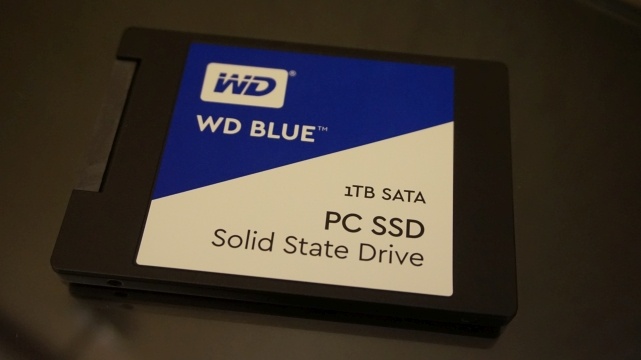 WD®
WD BLUE™
1TB SATA
PC SSD
Solid State Drive